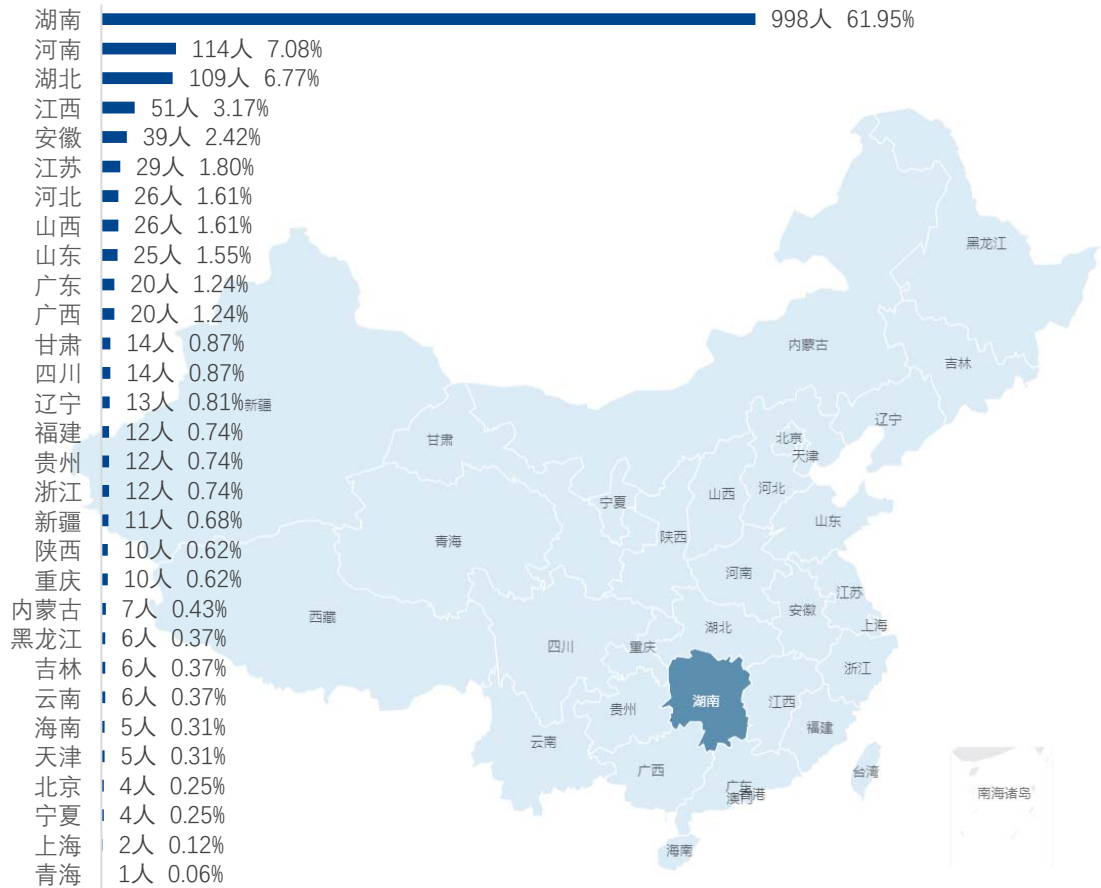 湖南 998人 61.95%
河南 114人 7.08%
湖北 109人 6.77%
江西 51人 3.17%
安徽 39人 2.42%
江苏 29人 1.80%
河北 26人 1.61%
山西 26人 1.61%
山东 25人 1.55%
广东 20人 1.24%
广西 20人 1.24%
甘肃 14人 0.87%
四川 14人 0.87%
辽宁 13人 0.81%
福建 12人 0.74%
贵州 12人 0.74%
浙江 12人 0.74%
新疆 11人 0.68%
陕西 10人 0.62%
重庆 10人 0.62%
内蒙古 7人 0.43%
黑龙江 6人 0.37%
吉林 6人 0.37%
云南 6人 0.37%
海南 5人 0.31%
天津 5人 0.31%
北京 4人 0.25%
宁夏 4人 0.25%
上海 2人 0.12%
青海 1人 0.06%
黑龙江
内蒙古
吉林
新疆
辽宁
甘肃
北京
天津
宁夏
山西
河北
山东
陕西
青海
河南
江苏
西藏
安徽
上海
湖北
四川
重庆
浙江
湖南
江西
贵州
福建
云南
广西
台湾
广东
香港
澳门
南海诸岛
海南